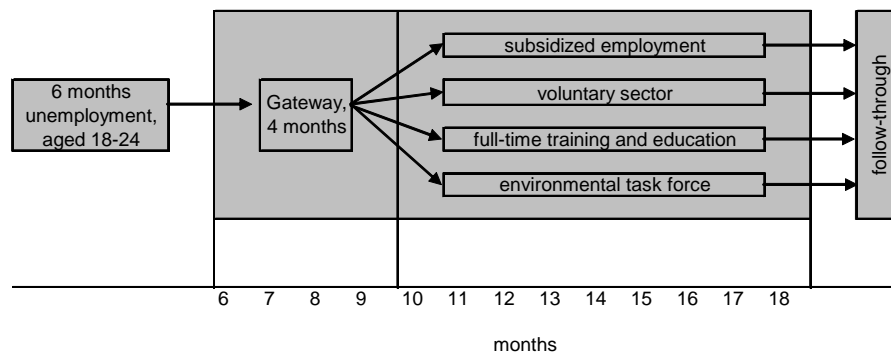 subsidized employment
6 months
unemployment,
aged 18-24
Gateway,
4 months
voluntary sector
full-time training and education
environmental task force
follow-through
6 7 8 9 10 11 12 13 14 15 16 17 18
months